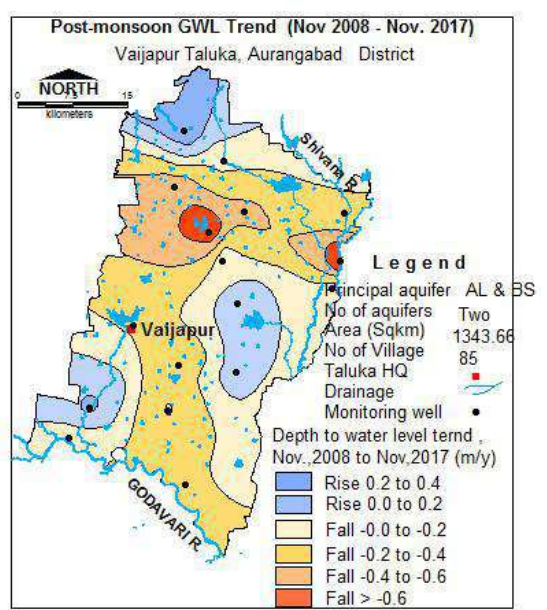 Post-monsoon GWL Trend (Nov 2008 - Nov. 2017)
Vaijapur Taluka, Aurangabad District
NORTH
0 7.5 15
kilometers
Shivana R.
Legend
Principal aquifer AL & BS
No of aquifers Two
Area (Sqkm) 1343.66
No of Village 85
Taluka HQ
Drainage
Monitoring well
Vaijapur
GODAVARI R.
Depth to water level ternd ,
Nov.,2008 to Nov,2017 (m/y)
Rise 0.2 to 0.4
Rise 0.0 to 0.2
Fall -0.0 to -0.2
Fall -0.2 to -0.4
Fall -0.4 to -0.6
Fall > -0.6